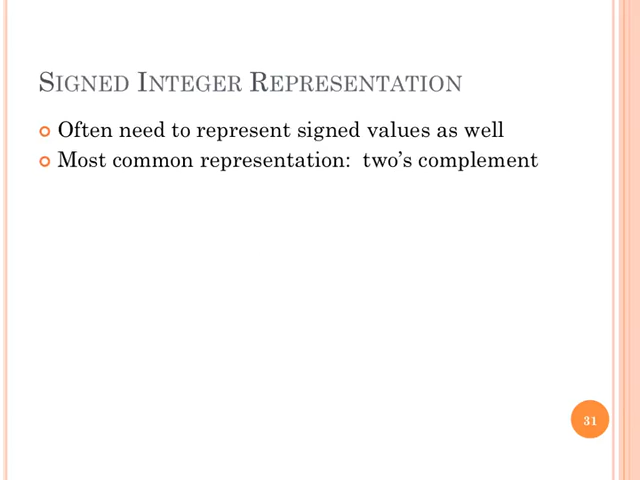 SIGNED INTEGER REPRESENTATION
Often need to represent signed values as well
Most common representation: two's complement
31